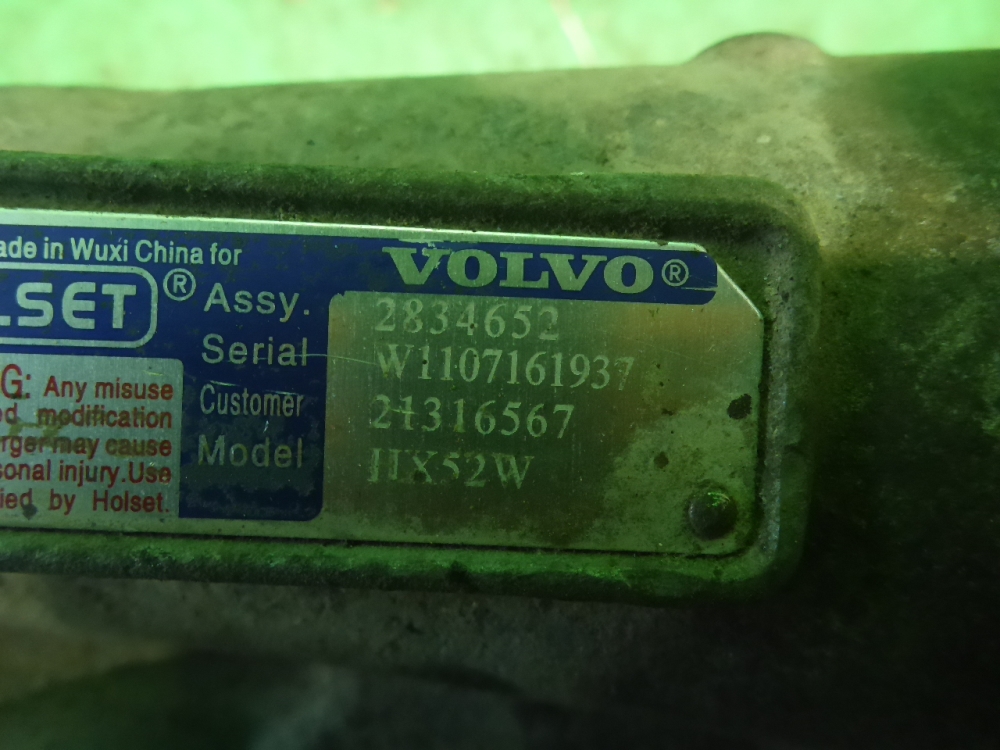 ade in Wuxi China for
VOLVO®
LSET®
Assy. 2834652
Serial W1107161937
Customer 21316567
Model HX52W
G: Any misuse
ed modification
rger may cause
sonal injury.Use
ied by Holset.